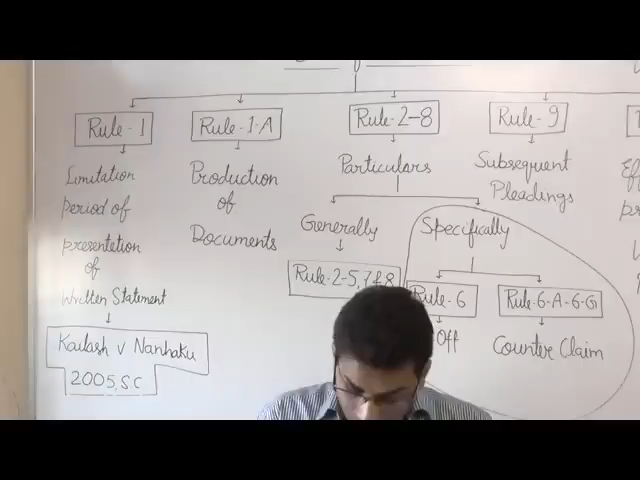 Rule-1
Limitation
period of
presentetion
of
Written Statement
Kailash v Nanhaku
2005, SC
Rule-1-A
Production
of
Documents
Rule-2-8
Particulars
Generally
Rule-2-5,7&8
Specifically
Rule-6
Off
Rule-6-A-6-G
Counter Claim
Rule-9
Subsequent
Pleadings